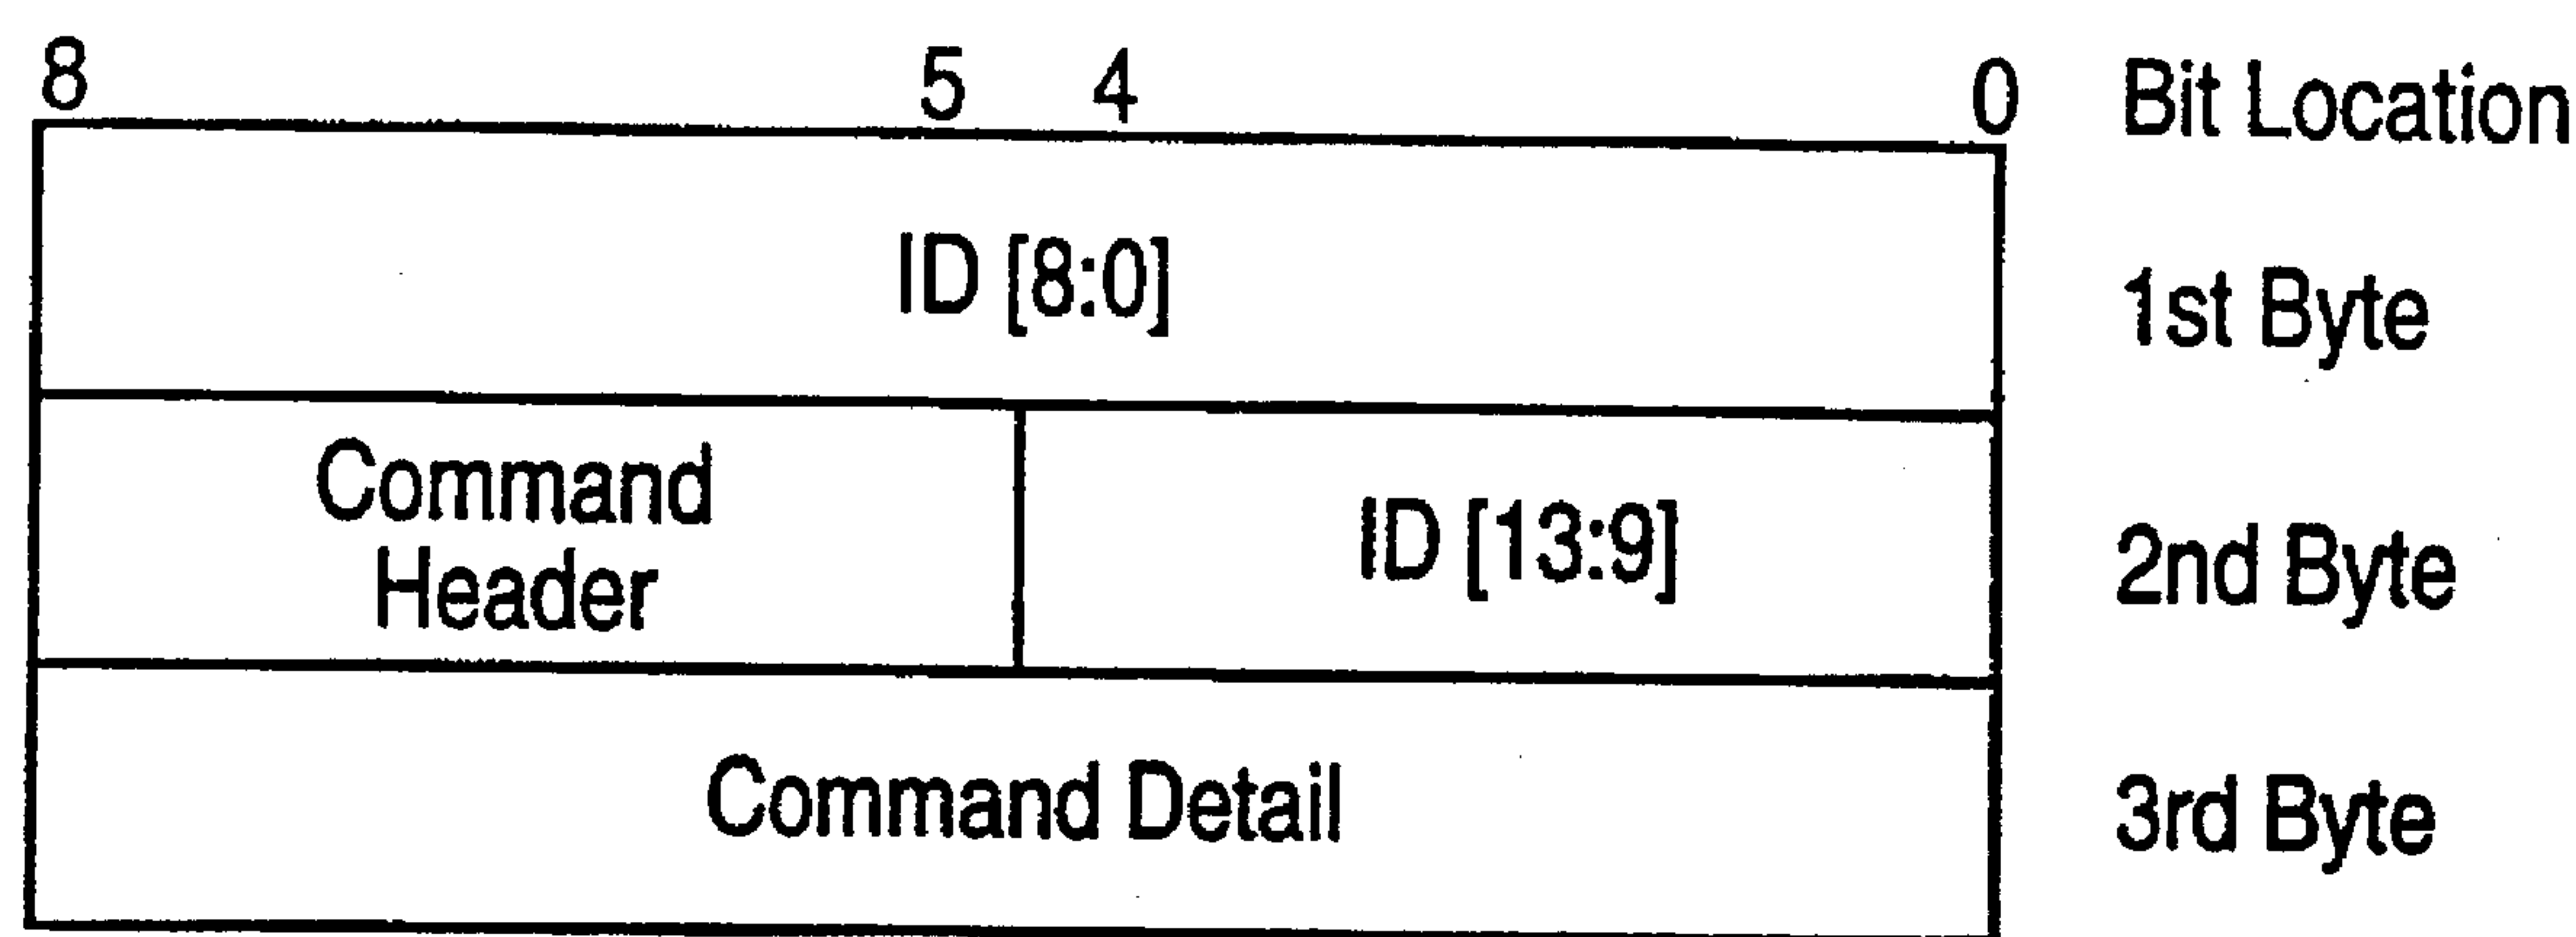 8 5 4 0 Bit Location
ID [8:0] 1st Byte
Command
Header
ID [13:9] 2nd Byte
Command Detail 3rd Byte